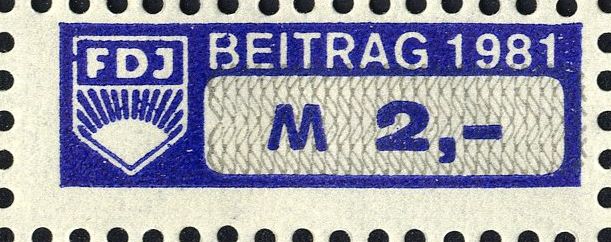 FDJ
BEITRAG 1981
M 2,-